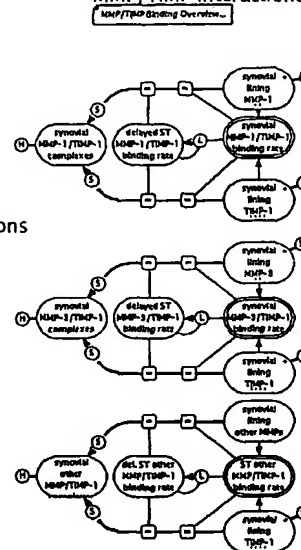 MMP/TIMP Binding Overview
synovial
lining
MMP-1
synovial
MMP-1/TIMP-1
complexes
delayed ST
MMP-1/TIMP-1
binding rate
synovial
MMP-1/TIMP-1
binding rate
synovial
lining
TIMP-1
S
S
H
L
ons
synovial
lining
synovial
MMP-3/TIMP-1
complexes
delayed ST
MMP-3/TIMP-1
binding rate
synovial
MMP-3/TIMP-1
binding rate
synovial
lining
TIMP-1
S
S
H
L
synovial
lining
other MMPs
synovial other
MMP/TIMP-1
del. ST other
MMP/TIMP-1
binding rate
ST other
MMP/TIMP-1
binding rate
synovial
lining
TIMP-1
S
S
H
L